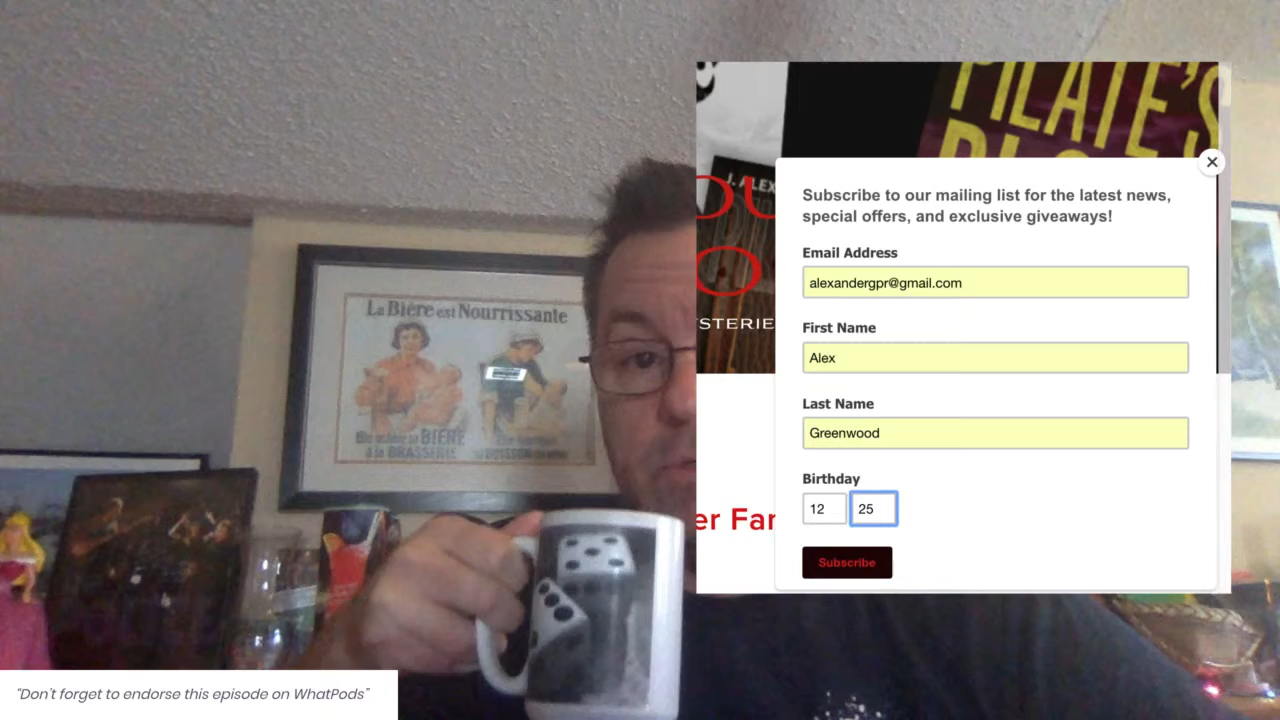 La Bière est Nourrissante
BIERE
à la BRASSERIE
PILATE'S
J. ALEX
STERIE
er Far
Subscribe to our mailing list for the latest news,
special offers, and exclusive giveaways!
Email Address
alexandergpr@gmail.com
First Name
Alex
Last Name
Greenwood
Birthday
12 25
Subscribe
"Don't forget to endorse this episode on WhatPods"